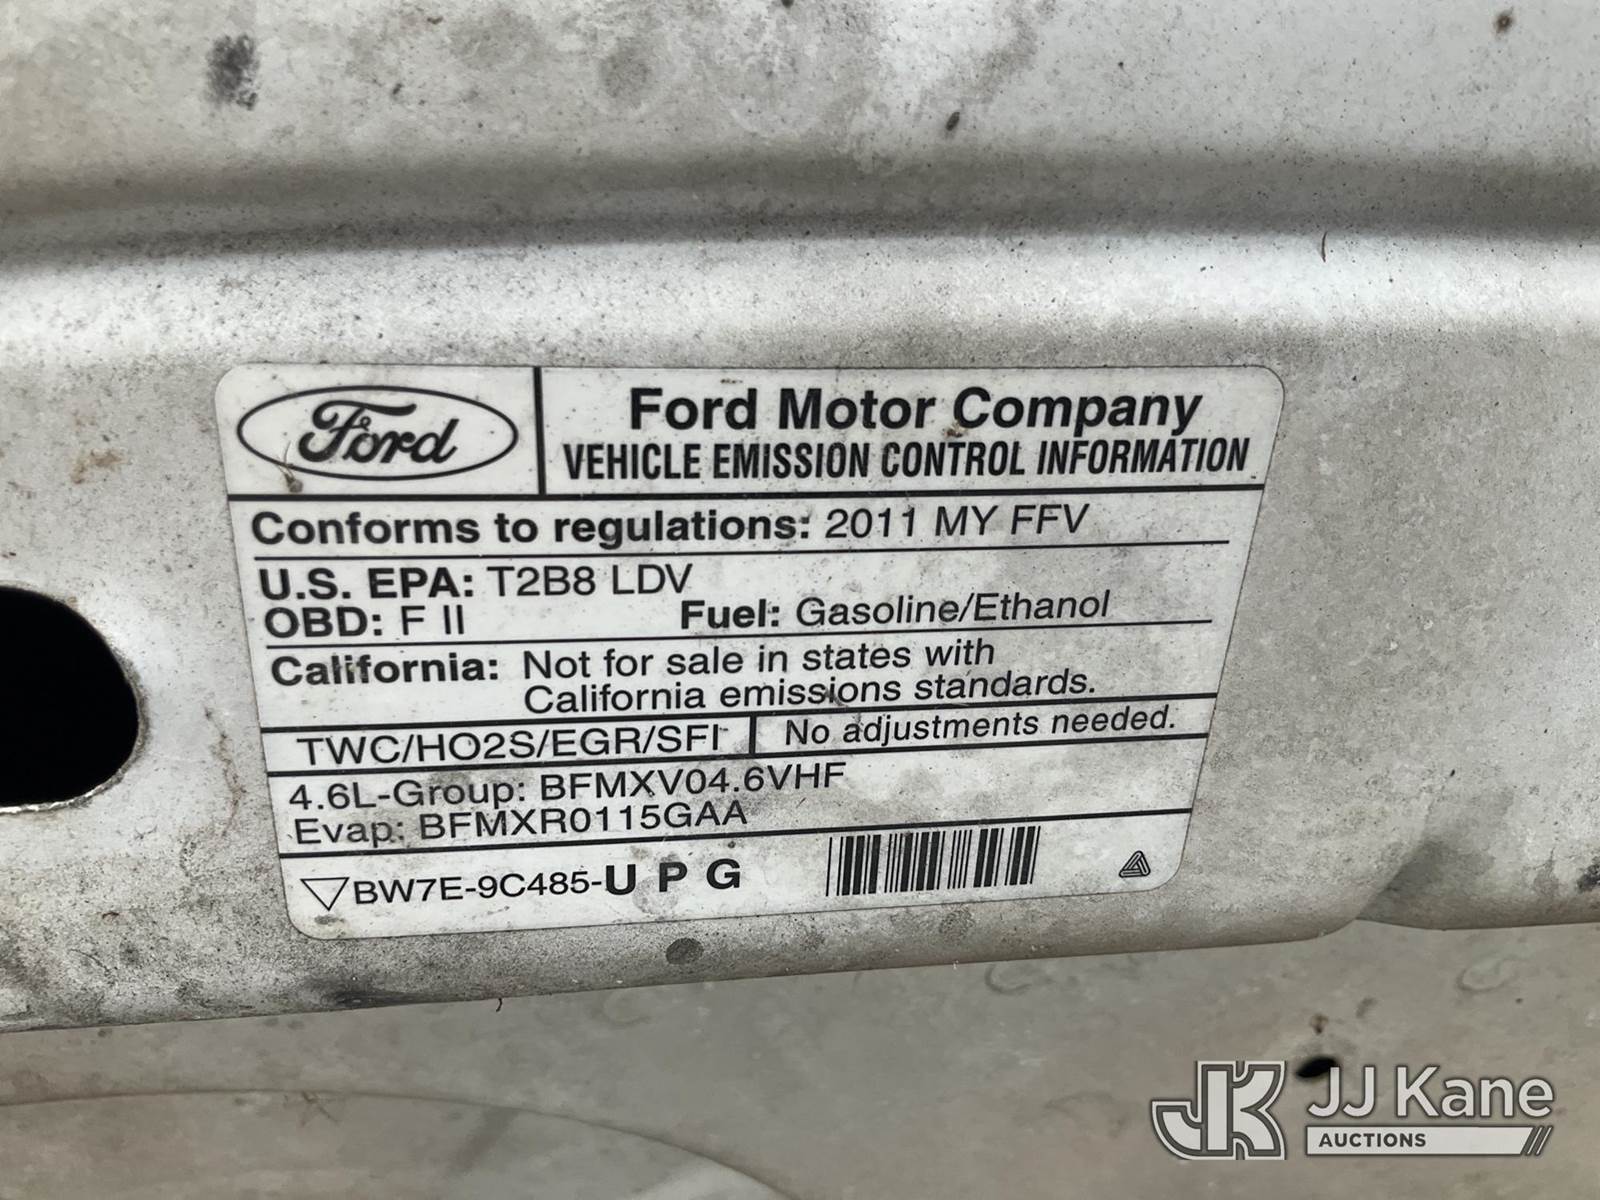 Ford
Ford Motor Company
VEHICLE EMISSION CONTROL INFORMATION
Conforms to regulations: 2011 MY FFV
U.S. EPA: T2B8 LDV
OBD: F II Fuel: Gasoline/Ethanol
California: Not for sale in states with
California emissions standards.
TWC/HO2S/EGR/SFI No adjustments needed.
4.6L-Group: BFMXV04.6VHF
Evap: BFMXR0115GAA
BW7E-9C485-U P G
JK JJ Kane
AUCTIONS